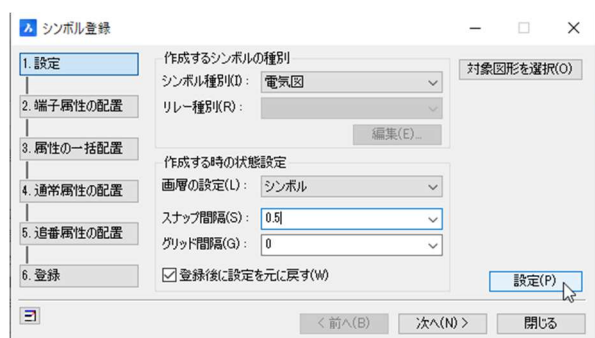 シンボル登録
1. 設定
2. 端子属性の配置
3. 属性の一括配置
4. 通常属性の配置
5. 追番属性の配置
6. 登録
作成するシンボルの種別
シンボル種別(I):
電気図
リレー種別(R):
編集(E)...
作成する時の状態設定
画層の設定(L):
シンボル
スナップ間隔(S):
0.5
グリッド間隔(G):
0
登録後に設定を元に戻す(W)
対象図形を選択(O)
設定(P)
< 前へ(B)
次へ(N) >
閉じる